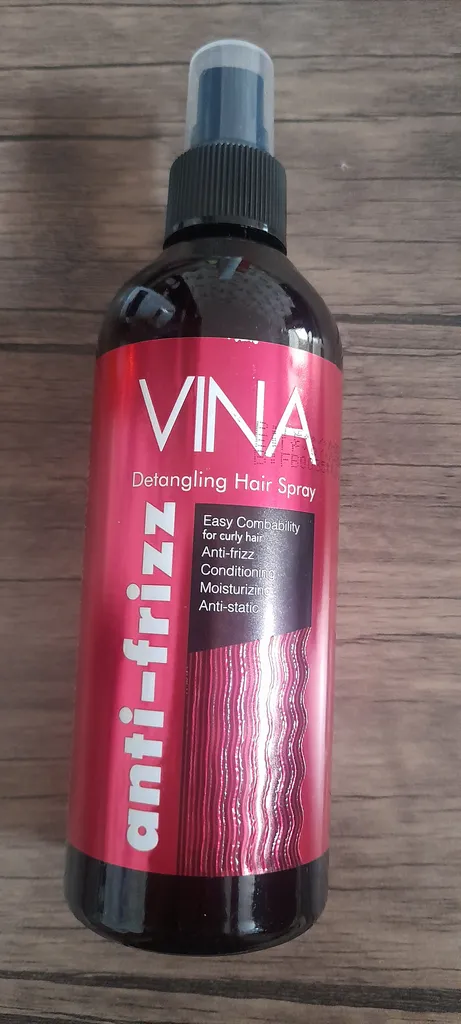 VINA
Detangling Hair Spray
anti-frizz
Easy Combability
for curly hair
Anti-frizz
Conditioning
Moisturizing
Anti-static